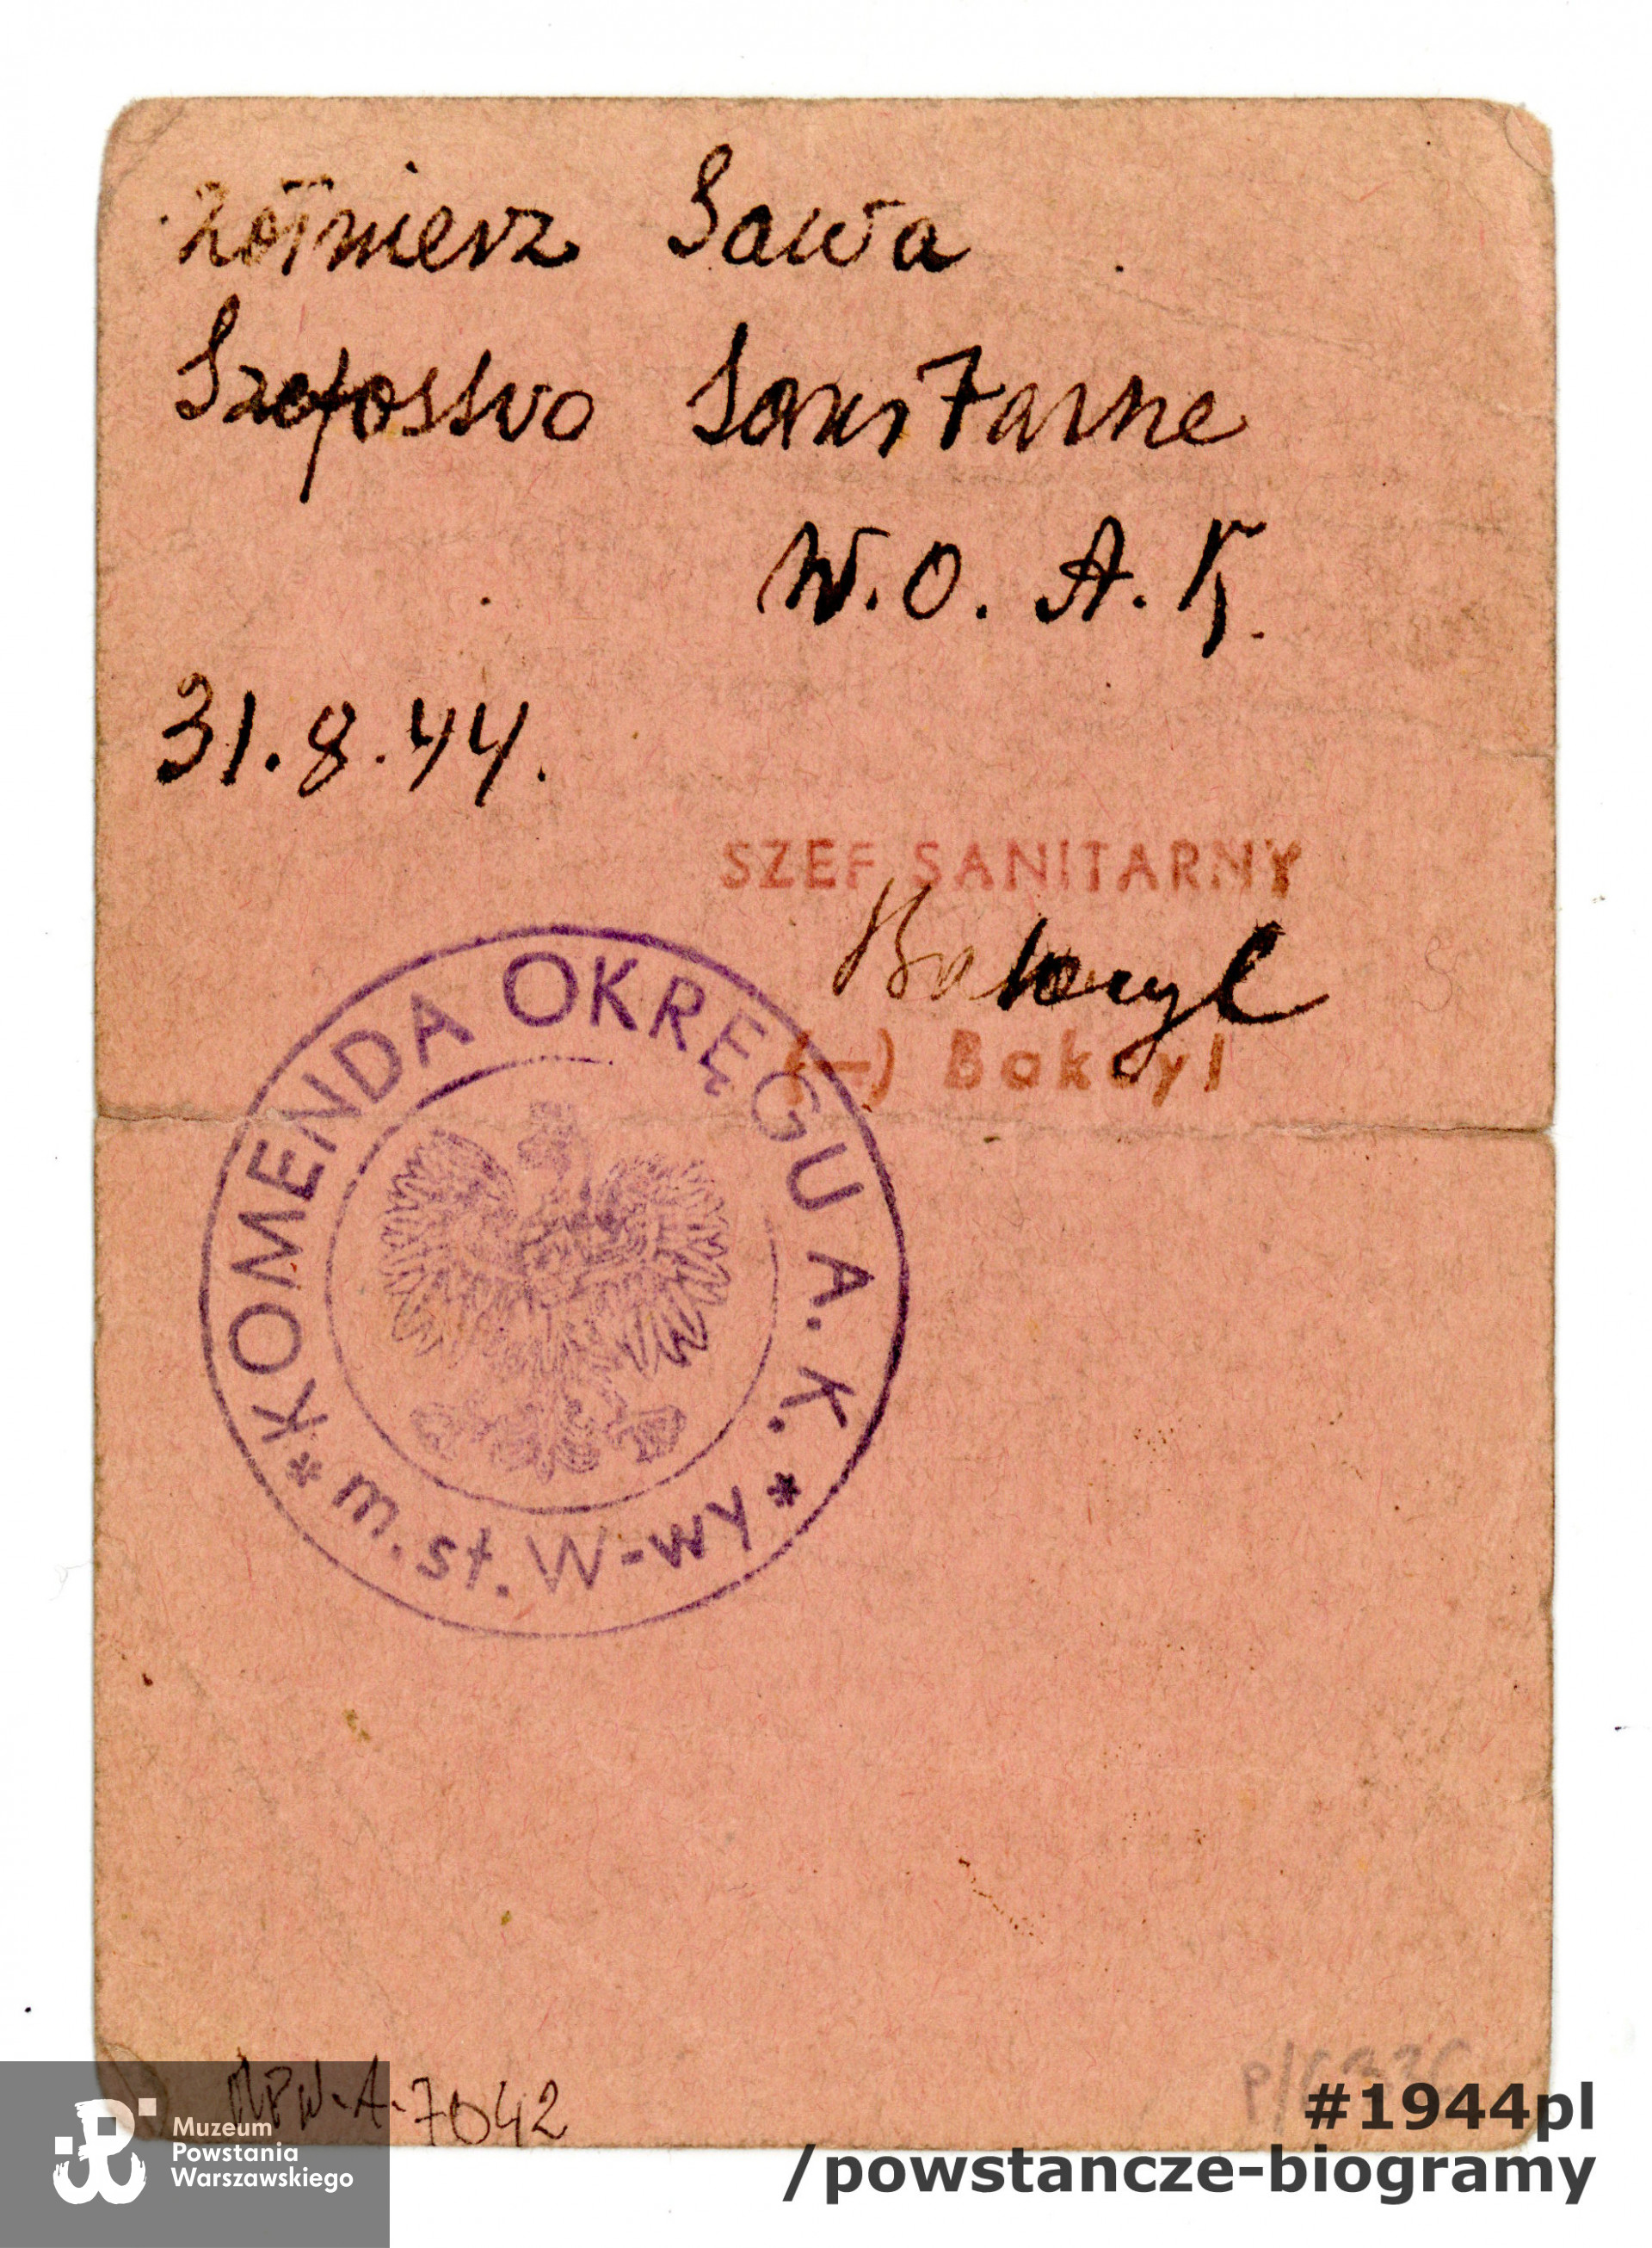 żołnierz Sawa
Szefostwo Sanitarne
W.O. A.K.
31.8.44.
SZEF SANITARNY
Bakcyl
(—) Bakcyl
* KOMENDA OKRĘGU A.K. *
m. st. W-wy
MPW-A-7042
Muzeum
Powstania
Warszawskiego
#1944pl
/powstancze-biogramy